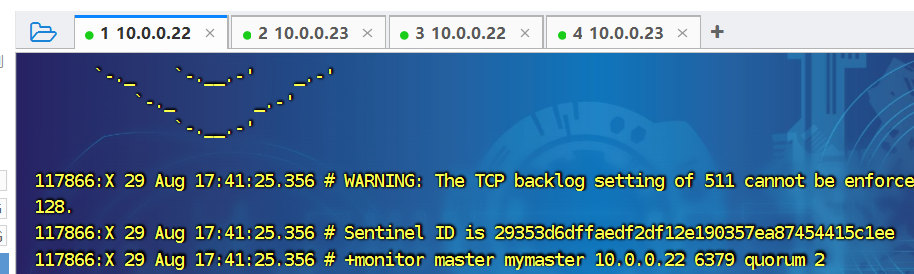 1 10.0.0.22 × 2 10.0.0.23 × 3 10.0.0.22 × 4 10.0.0.23 × +
`-._ `-.__.-' _.-'
`-._ _.-'
`-.__.-'
117866:X 29 Aug 17:41:25.356 # WARNING: The TCP backlog setting of 511 cannot be enforce
128.
117866:X 29 Aug 17:41:25.356 # Sentinel ID is 29353d6dffaedf2df12e190357ea87454415c1ee
117866:X 29 Aug 17:41:25.356 # +monitor master mymaster 10.0.0.22 6379 quorum 2